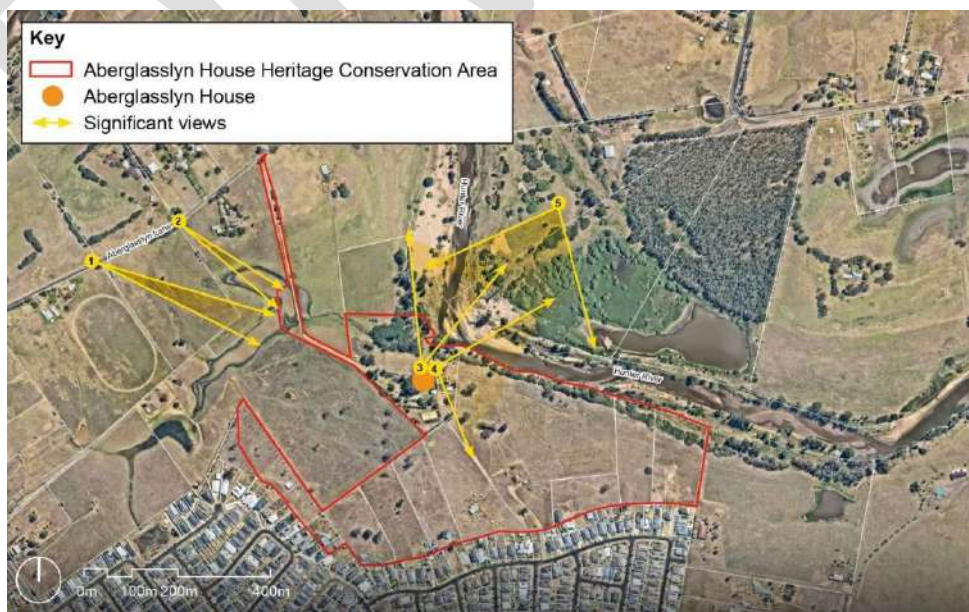 Key
Aberglasslyn House Heritage Conservation Area
Aberglasslyn House
Significant views
Hunter River
5
2
Aberglasslyn Lane
1
3
4
Hunter River
0m
100m
200m
400m